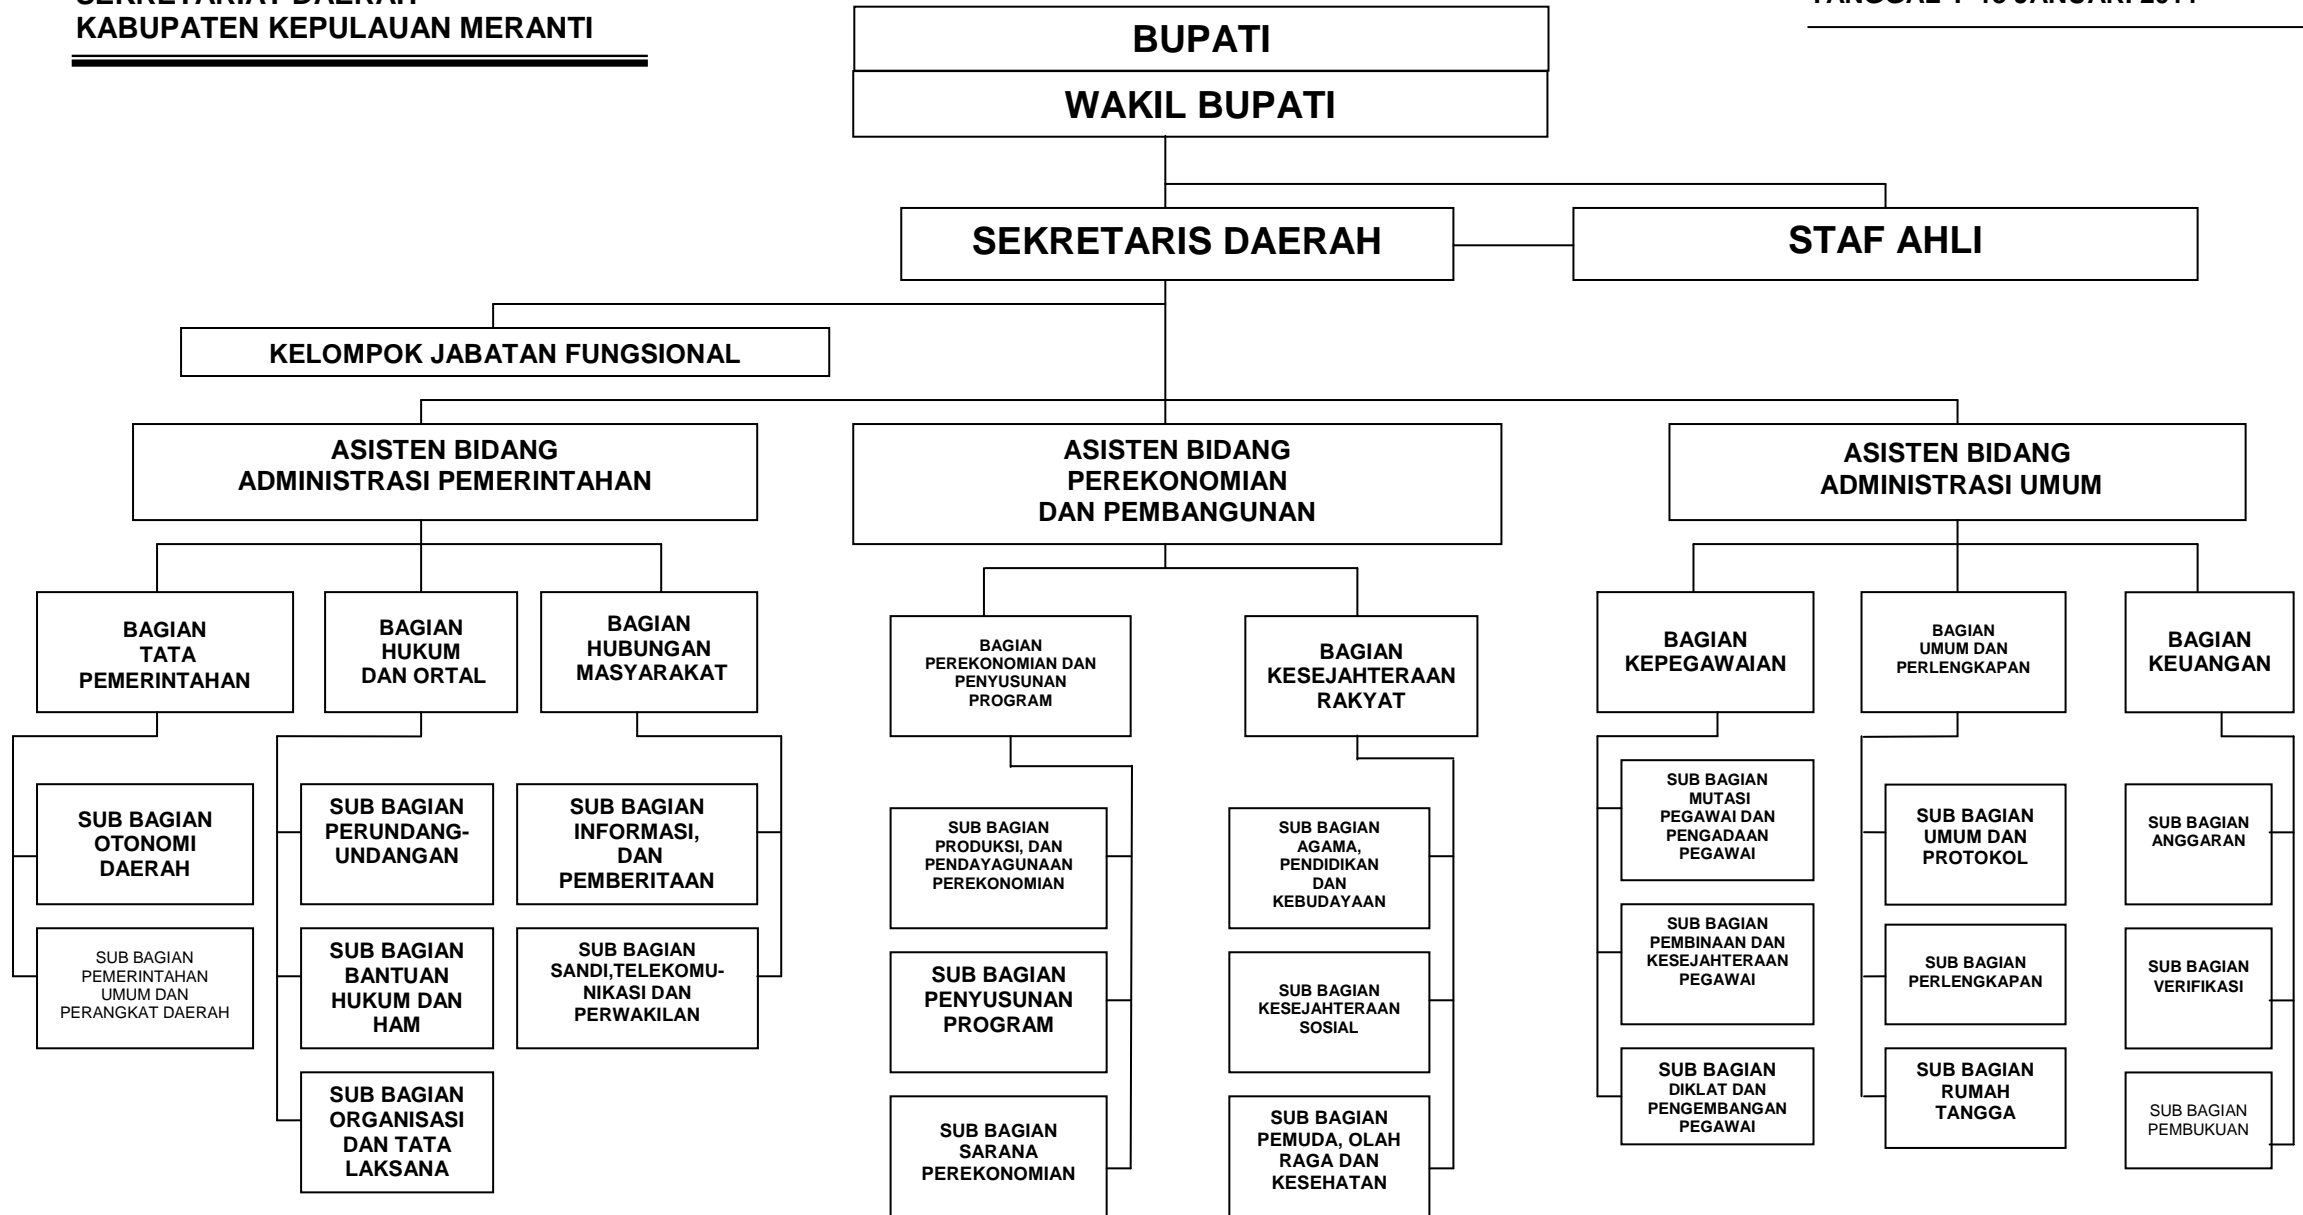 SEKRETARIAT DAERAH
KABUPATEN KEPULAUAN MERANTI
BUPATI
WAKIL BUPATI
SEKRETARIS DAERAH
STAF AHLI
KELOMPOK JABATAN FUNGSIONAL
ASISTEN BIDANG
ADMINISTRASI PEMERINTAHAN
ASISTEN BIDANG
PEREKONOMIAN
DAN PEMBANGUNAN
ASISTEN BIDANG
ADMINISTRASI UMUM
BAGIAN
TATA
PEMERINTAHAN
BAGIAN
HUKUM
DAN ORTAL
BAGIAN
HUBUNGAN
MASYARAKAT
BAGIAN
PEREKONOMIAN DAN
PENYUSUNAN
PROGRAM
BAGIAN
KESEJAHTERAAN
RAKYAT
BAGIAN
KEPEGAWAIAN
BAGIAN
UMUM DAN
PERLENGKAPAN
BAGIAN
KEUANGAN
SUB BAGIAN
OTONOMI
DAERAH
SUB BAGIAN
PERUNDANG-
UNDANGAN
SUB BAGIAN
INFORMASI,
DAN
PEMBERITAAN
SUB BAGIAN
PRODUKSI, DAN
PENDAYAGUNAAN
PEREKONOMIAN
SUB BAGIAN
AGAMA,
PENDIDIKAN
DAN
KEBUDAYAAN
SUB BAGIAN
MUTASI
PEGAWAI DAN
PENGADAAN
PEGAWAI
SUB BAGIAN
UMUM DAN
PROTOKOL
SUB BAGIAN
ANGGARAN
SUB BAGIAN
PEMERINTAHAN
UMUM DAN
PERANGKAT DAERAH
SUB BAGIAN
BANTUAN
HUKUM DAN
HAM
SUB BAGIAN
SANDI,TELEKOMU-
NIKASI DAN
PERWAKILAN
SUB BAGIAN
PENYUSUNAN
PROGRAM
SUB BAGIAN
KESEJAHTERAAN
SOSIAL
SUB BAGIAN
PEMBINAAN DAN
KESEJAHTERAAN
PEGAWAI
SUB BAGIAN
PERLENGKAPAN
SUB BAGIAN
VERIFIKASI
SUB BAGIAN
ORGANISASI
DAN TATA
LAKSANA
SUB BAGIAN
SARANA
PEREKONOMIAN
SUB BAGIAN
PEMUDA, OLAH
RAGA DAN
KESEHATAN
SUB BAGIAN
DIKLAT DAN
PENGEMBANGAN
PEGAWAI
SUB BAGIAN
RUMAH
TANGGA
SUB BAGIAN
PEMBUKUAN